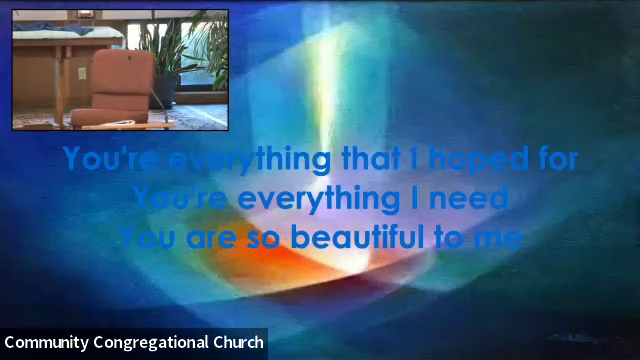 You're everything that I hoped for
You're everything I need
You are so beautiful to me
Community Congregational Church